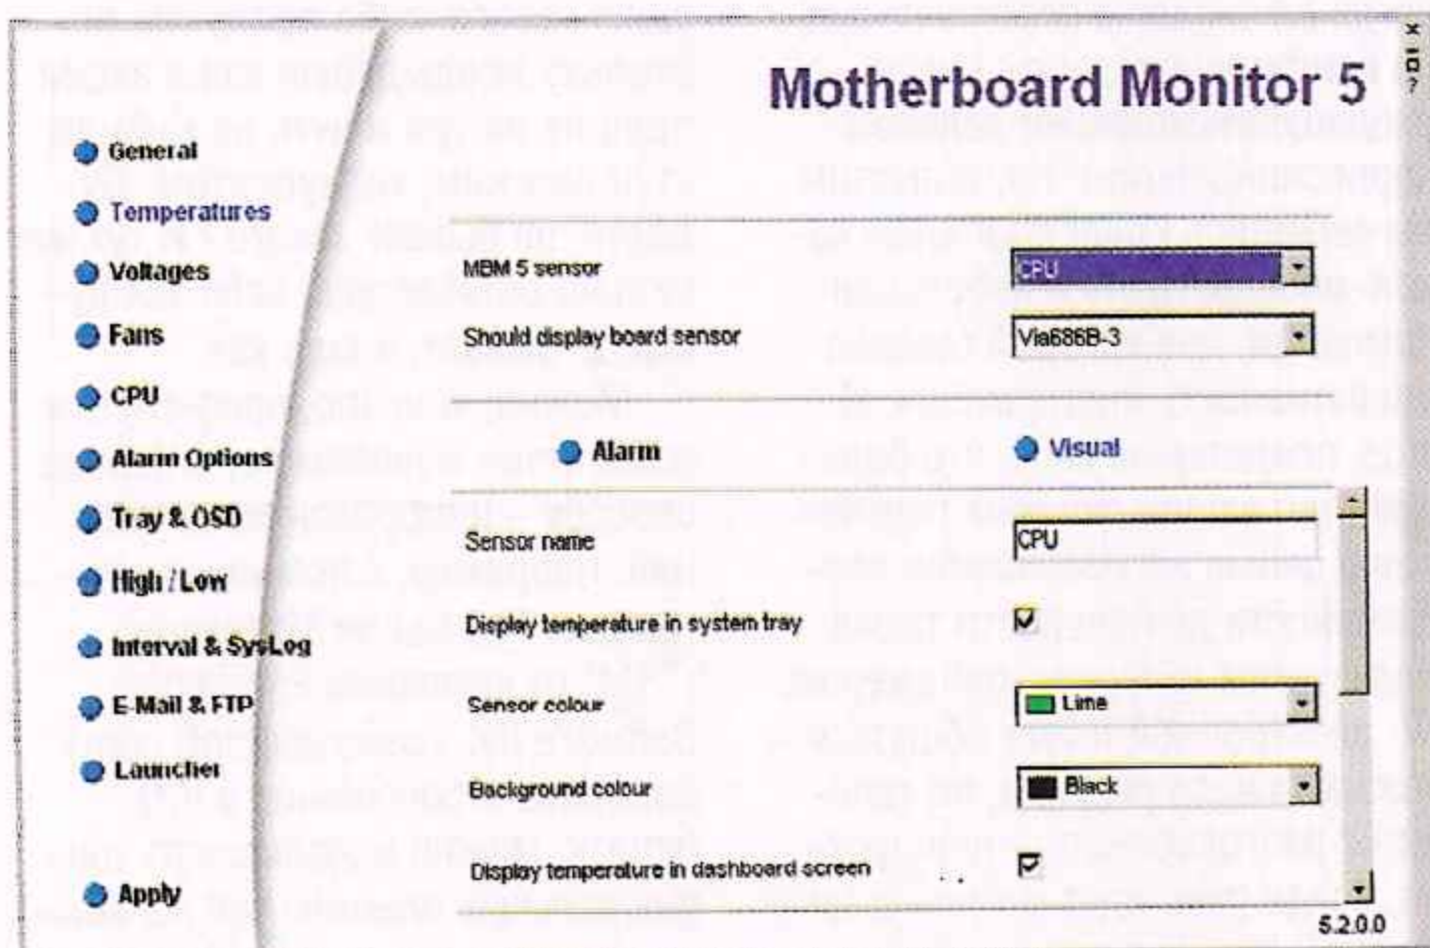 Motherboard Monitor 5
General
Temperatures
Voltages
Fans
CPU
Alarm Options
Tray & OSD
High / Low
Interval & SysLog
E-Mail & FTP
Launcher
Apply
MBM 5 sensor CPU
Should display board sensor Via686B-3
Alarm Visual
Sensor name CPU
Display temperature in system tray
Sensor colour Lime
Background colour Black
Display temperature in dashboard screen
5.2.0.0